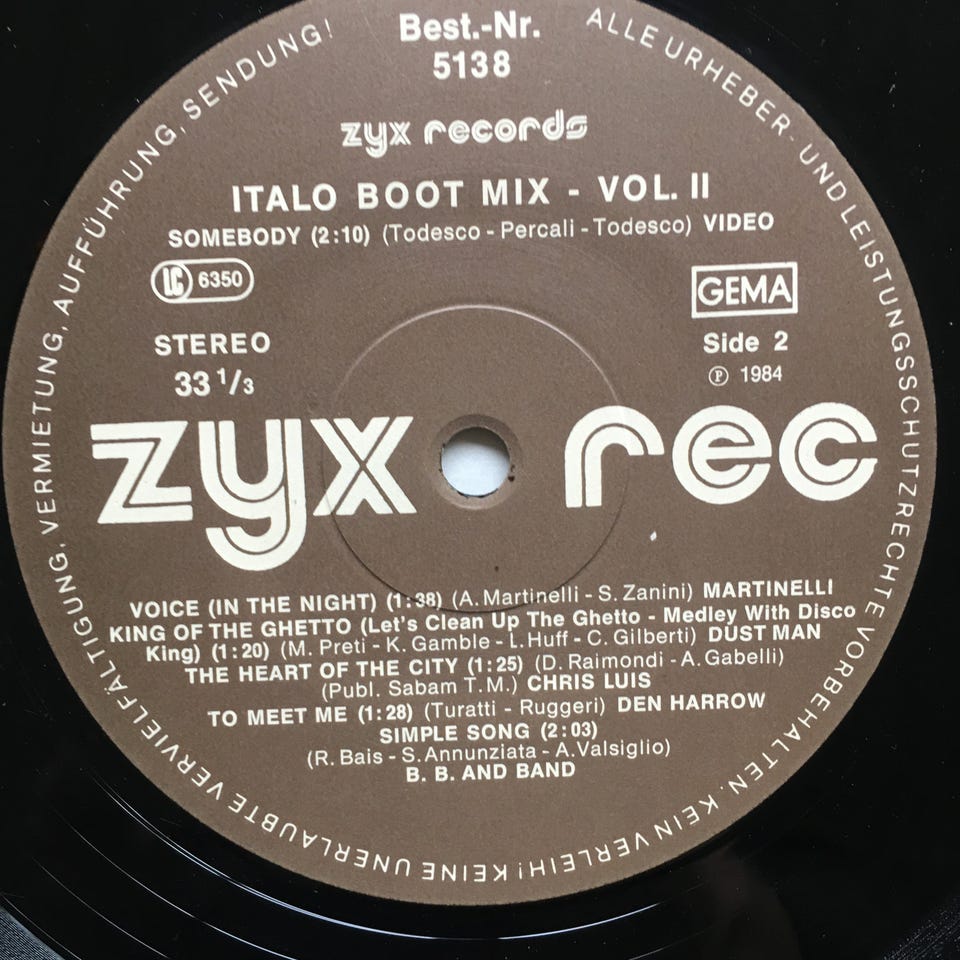 Best.-Nr.
5138
zyx records
ITALO BOOT MIX - VOL. II
SOMEBODY (2:10) (Todesco - Percali - Todesco) VIDEO
LC 6350
GEMA
STEREO
Side 2
33 1/3
Ⓟ 1984
zyx rec
VOICE (IN THE NIGHT) (1:38) (A. Martinelli - S. Zanini) MARTINELLI
KING OF THE GHETTO (Let's Clean Up The Ghetto - Medley With Disco
King) (1:20) (M. Preti - K. Gamble - L. Huff - C. Gilberti) DUST MAN
THE HEART OF THE CITY (1:25) (D. Raimondi - A. Gabelli)
(Publ. Sabam T.M.) CHRIS LUIS
TO MEET ME (1:28) (Turatti - Ruggeri) DEN HARROW
SIMPLE SONG (2:03)
(R. Bais - S. Annunziata - A. Valsiglio)
B. B. AND BAND
ALLE URHEBER- UND LEISTUNGSSCHUTZRECHTE VORBEHALTEN. KEIN VERLEIH! KEINE UNERLAUBTE VERVIELFÄLTIGUNG, VERMIETUNG, AUFFÜHRUNG, SENDUNG!